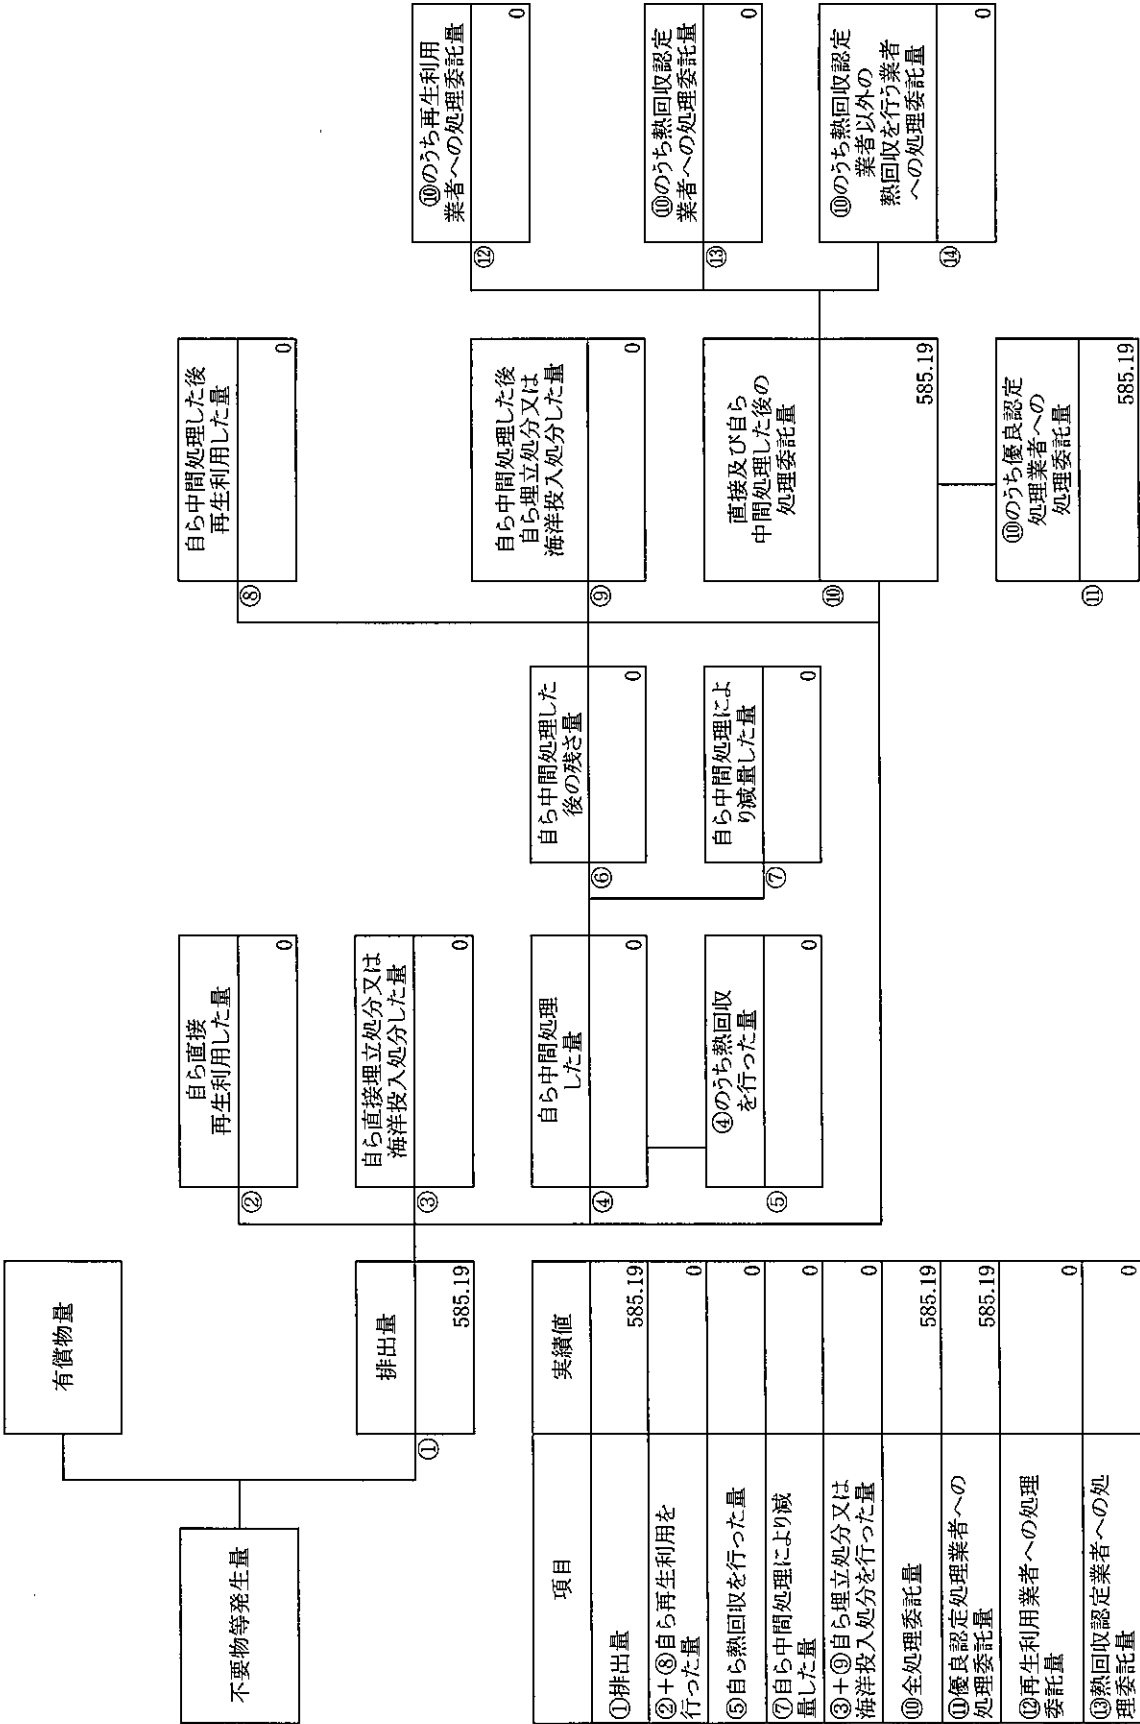 不要物等発生量
有償物量
排出量
①
585.19
自ら直接
再生利用した量
②
0
自ら直接埋立処分又は
海洋投入処分した量
③
0
自ら中間処理
した量
④
0
④のうち熱回収
を行った量
⑤
0
自ら中間処理した
後の残さ量
⑥
0
自ら中間処理によ
り減量した量
⑦
0
自ら中間処理した後
再生利用した量
⑧
0
自ら中間処理した後
自ら埋立処分又は
海洋投入処分した量
⑨
0
直接及び自ら
中間処理した後の
処理委託量
⑩
585.19
⑩のうち優良認定
処理業者への
処理委託量
⑪
585.19
⑩のうち再生利用
業者への処理委託量
⑫
0
⑩のうち熱回収認定
業者への処理委託量
⑬
0
⑩のうち熱回収認定
業者以外の
熱回収を行う業者
への処理委託量
⑭
0
項目 実績値
①排出量 585.19
②+⑧自ら再生利用を
行った量 0
⑤自ら熱回収を行った量 0
⑦自ら中間処理により減
量した量 0
③+⑨自ら埋立処分又は
海洋投入処分を行った量 0
⑩全処理委託量 585.19
⑪優良認定処理業者への
処理委託量 585.19
⑫再生利用業者への処理
委託量 0
⑬熱回収認定業者への処
理委託量 0